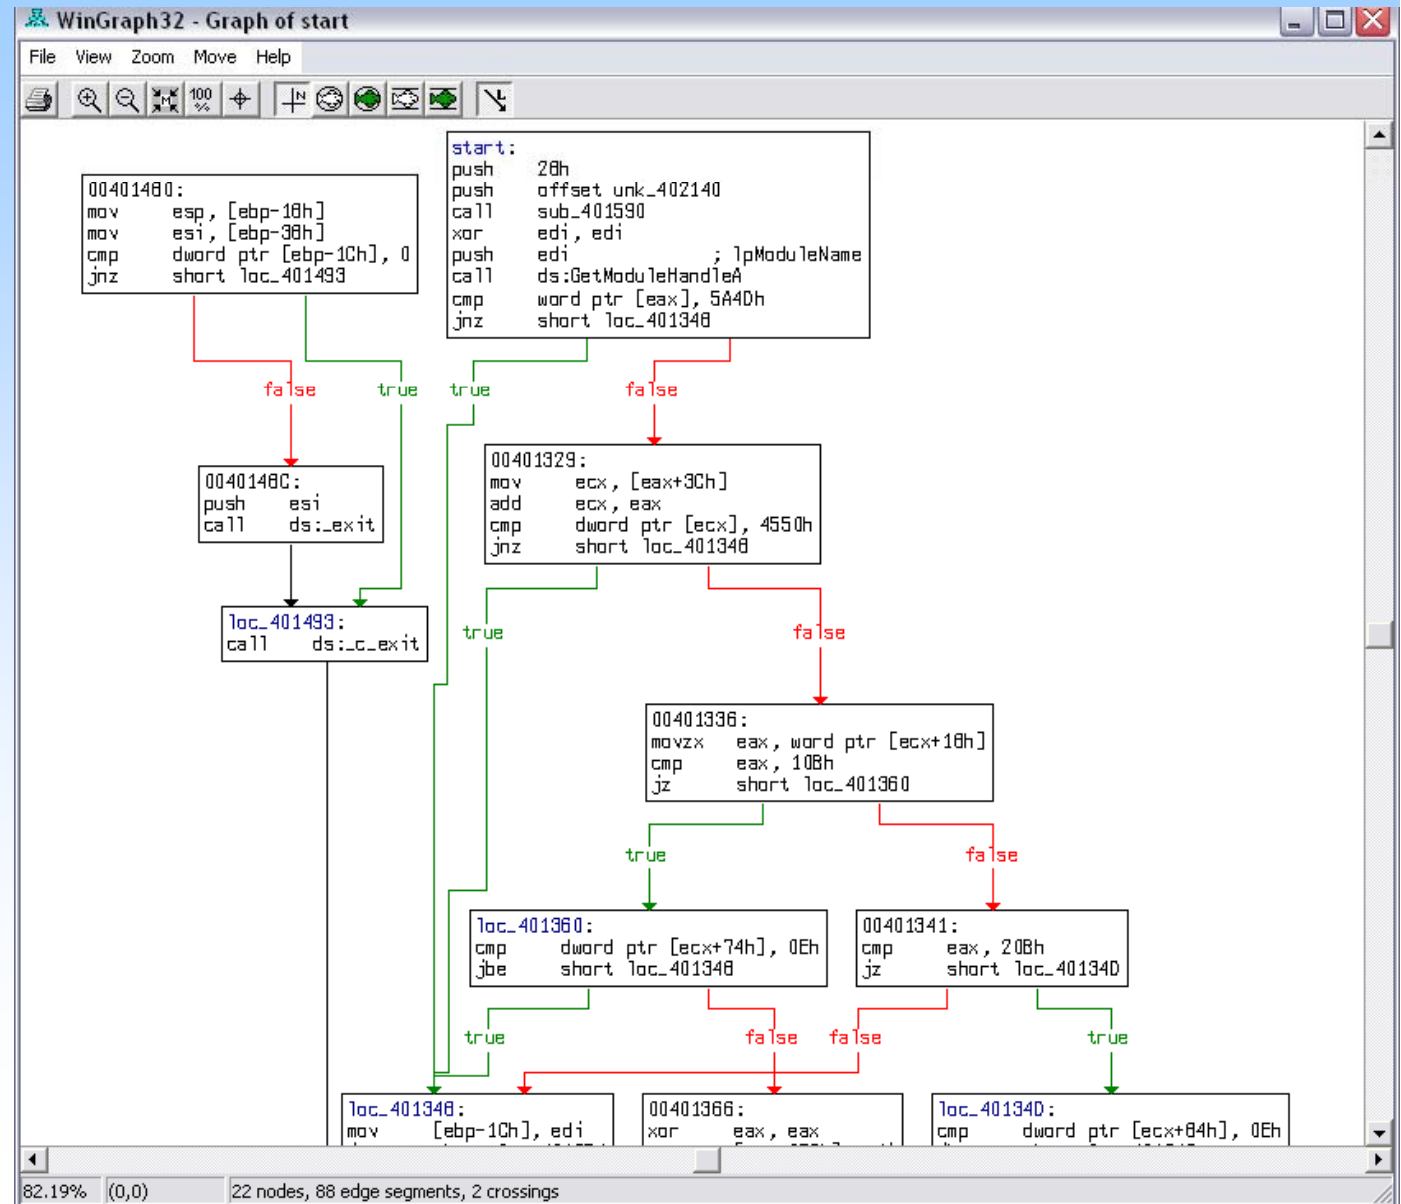 WinGraph32 - Graph of start
File View Zoom Move Help
100 %
N
start:
push 28h
push offset unk_402140
call sub_401590
xor edi, edi
push edi ; lpModuleName
call ds:GetModuleHandleA
cmp word ptr [eax], 5A4Dh
jnz short loc_401348
00401480:
mov esp, [ebp-18h]
mov esi, [ebp-38h]
cmp dword ptr [ebp-1Ch], 0
jnz short loc_401493
false
true
true
false
00401329:
mov ecx, [eax+3Ch]
add ecx, eax
cmp dword ptr [ecx], 4550h
jnz short loc_401348
0040148C:
push esi
call ds:_exit
loc_401493:
call ds:_c_exit
true
false
00401336:
movzx eax, word ptr [ecx+18h]
cmp eax, 10Bh
jz short loc_401360
true
false
loc_401360:
cmp dword ptr [ecx+74h], 0Eh
jbe short loc_401348
00401341:
cmp eax, 20Bh
jz short loc_40134D
true
false
false
true
loc_401348:
mov [ebp-1Ch], edi
00401366:
xor eax, eax
loc_40134D:
cmp dword ptr [ecx+84h], 0Eh
82.19% (0,0) 22 nodes, 88 edge segments, 2 crossings